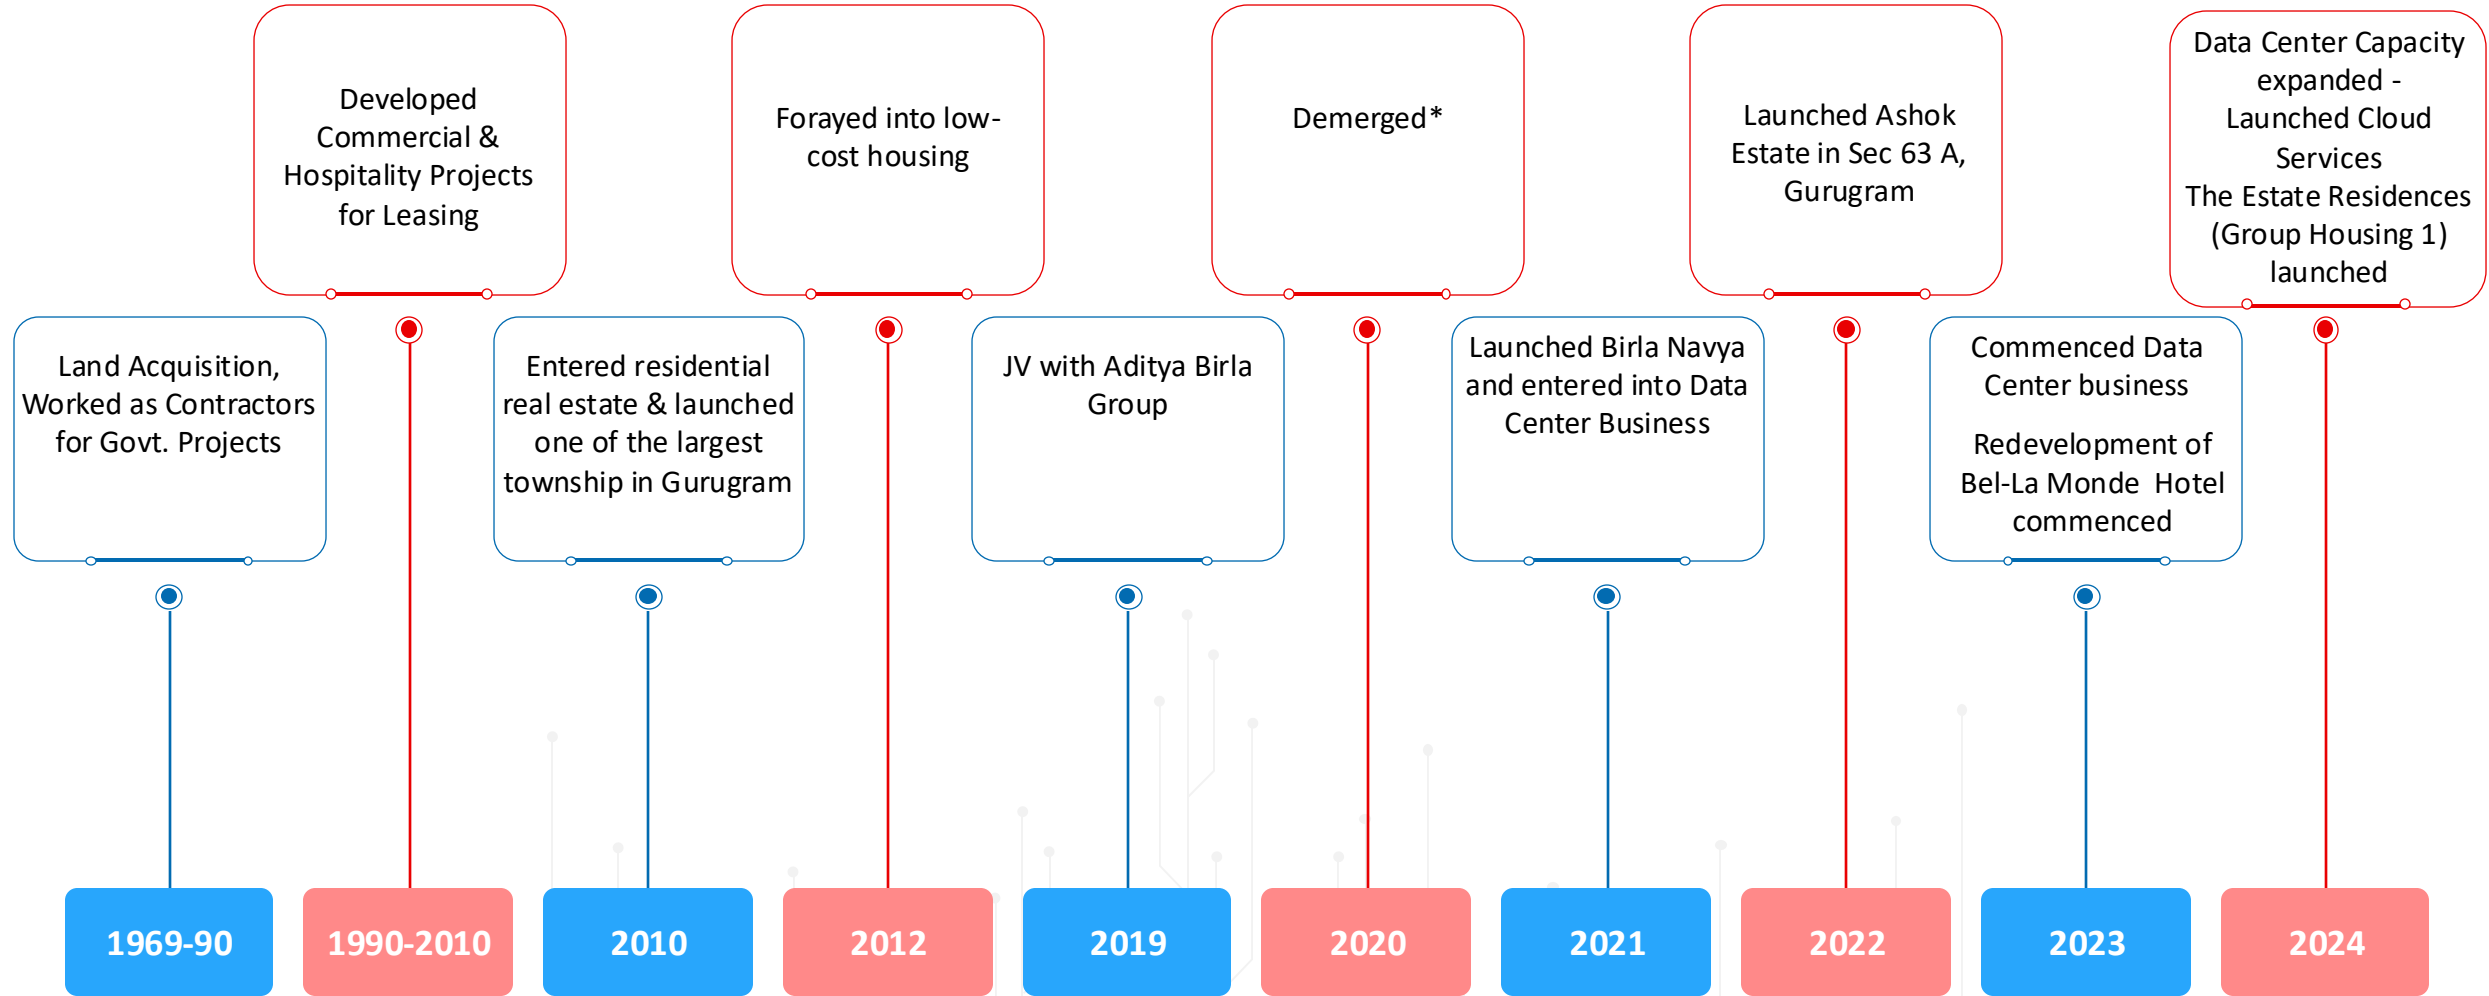 Developed
Commercial &
Hospitality Projects
for Leasing
Forayed into low-
cost housing
Demerged*
Launched Ashok
Estate in Sec 63 A,
Gurugram
Data Center Capacity
expanded -
Launched Cloud
Services
The Estate Residences
(Group Housing 1)
launched
Land Acquisition,
Worked as Contractors
for Govt. Projects
Entered residential
real estate & launched
one of the largest
township in Gurugram
JV with Aditya Birla
Group
Launched Birla Navya
and entered into Data
Center Business
Commenced Data
Center business
Redevelopment of
Bel-La Monde  Hotel
commenced
1969-90
1990-2010
2010
2012
2019
2020
2021
2022
2023
2024